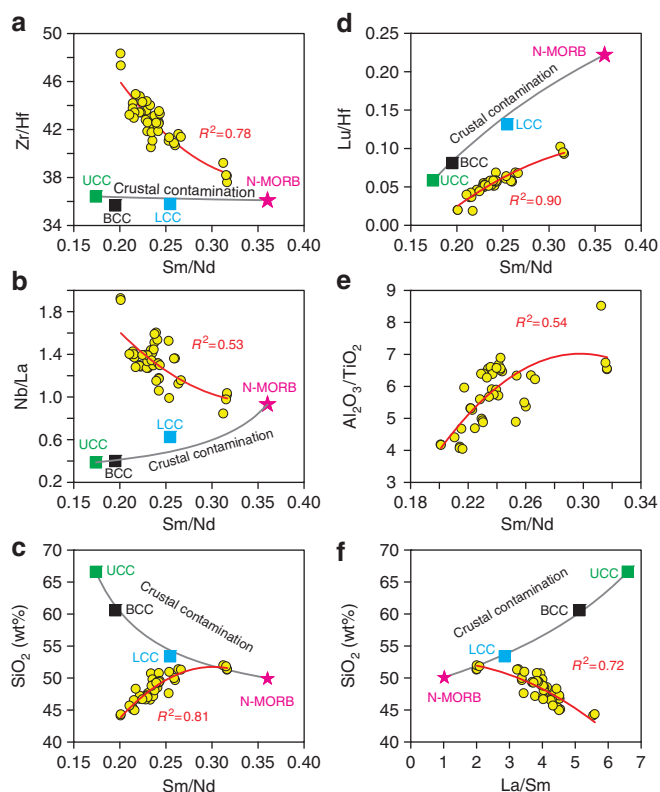 a
50
46
42
38
34
Zr/Hf
R²=0.78
UCC
Crustal contamination
N-MORB
BCC
LCC
0.15 0.20 0.25 0.30 0.35 0.40
Sm/Nd
b
1.8
1.4
1.0
0.6
0.2
Nb/La
R²=0.53
N-MORB
LCC
UCC
BCC
Crustal contamination
0.15 0.20 0.25 0.30 0.35 0.40
Sm/Nd
c
70
65
60
55
50
45
40
SiO₂ (wt%)
UCC
Crustal contamination
BCC
LCC
N-MORB
R²=0.81
0.10 0.15 0.20 0.25 0.30 0.35 0.40
Sm/Nd
d
0.25
0.20
0.15
0.10
0.05
0.00
Lu/Hf
N-MORB
Crustal contamination
LCC
BCC
UCC
R²=0.90
0.15 0.20 0.25 0.30 0.35 0.40
Sm/Nd
e
9
8
7
6
5
4
3
Al₂O₃/TiO₂
R²=0.54
0.18 0.22 0.26 0.30 0.34
Sm/Nd
f
70
65
60
55
50
45
40
SiO₂ (wt%)
UCC
Crustal contamination
BCC
LCC
N-MORB
R²=0.72
0 1 2 3 4 5 6 7
La/Sm